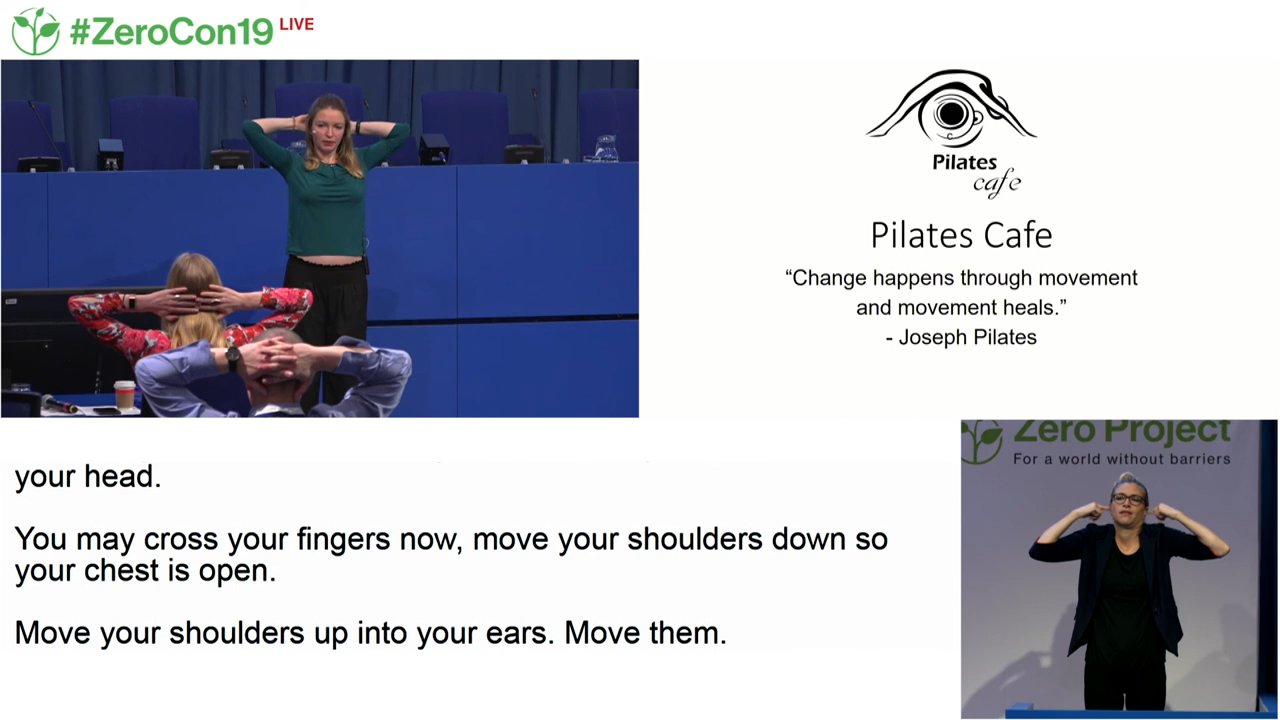 #ZeroCon19 LIVE
Pilates
cafe
Pilates Cafe
“Change happens through movement
and movement heals.”
- Joseph Pilates
Zero Project
For a world without barriers
your head.
You may cross your fingers now, move your shoulders down so
your chest is open.
Move your shoulders up into your ears. Move them.